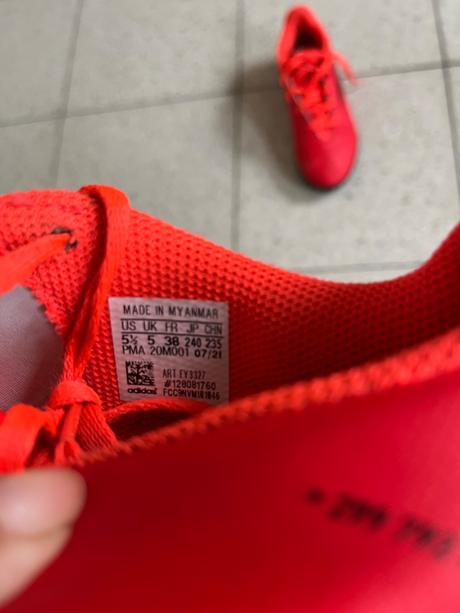 MADE IN MYANMAR
US UK FR JP CHN
5½ 5 38 240 235
PMA 20M001 07/21
ART FY3327
#128081760
adidas